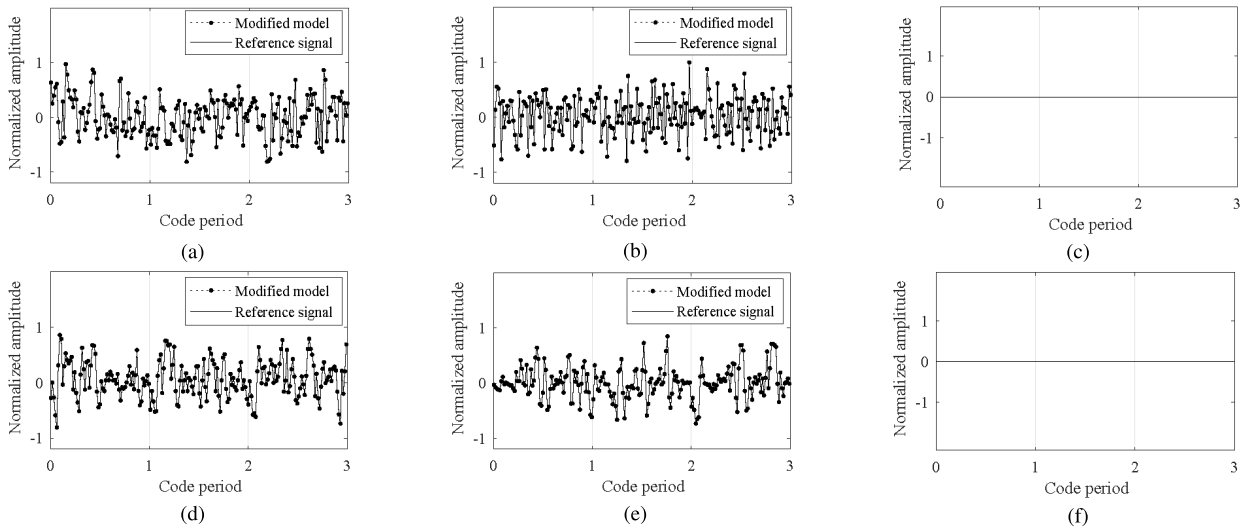 Modified model
Reference signal
Normalized amplitude
1
0
-1
0 1 2 3
Code period
(a)
Modified model
Reference signal
Normalized amplitude
1
0
-1
0 1 2 3
Code period
(b)
Normalized amplitude
1
0
-1
0 1 2 3
Code period
(c)
Modified model
Reference signal
Normalized amplitude
1
0
-1
0 1 2 3
Code period
(d)
Modified model
Reference signal
Normalized amplitude
1
0
-1
0 1 2 3
Code period
(e)
Normalized amplitude
1
0
-1
0 1 2 3
Code period
(f)